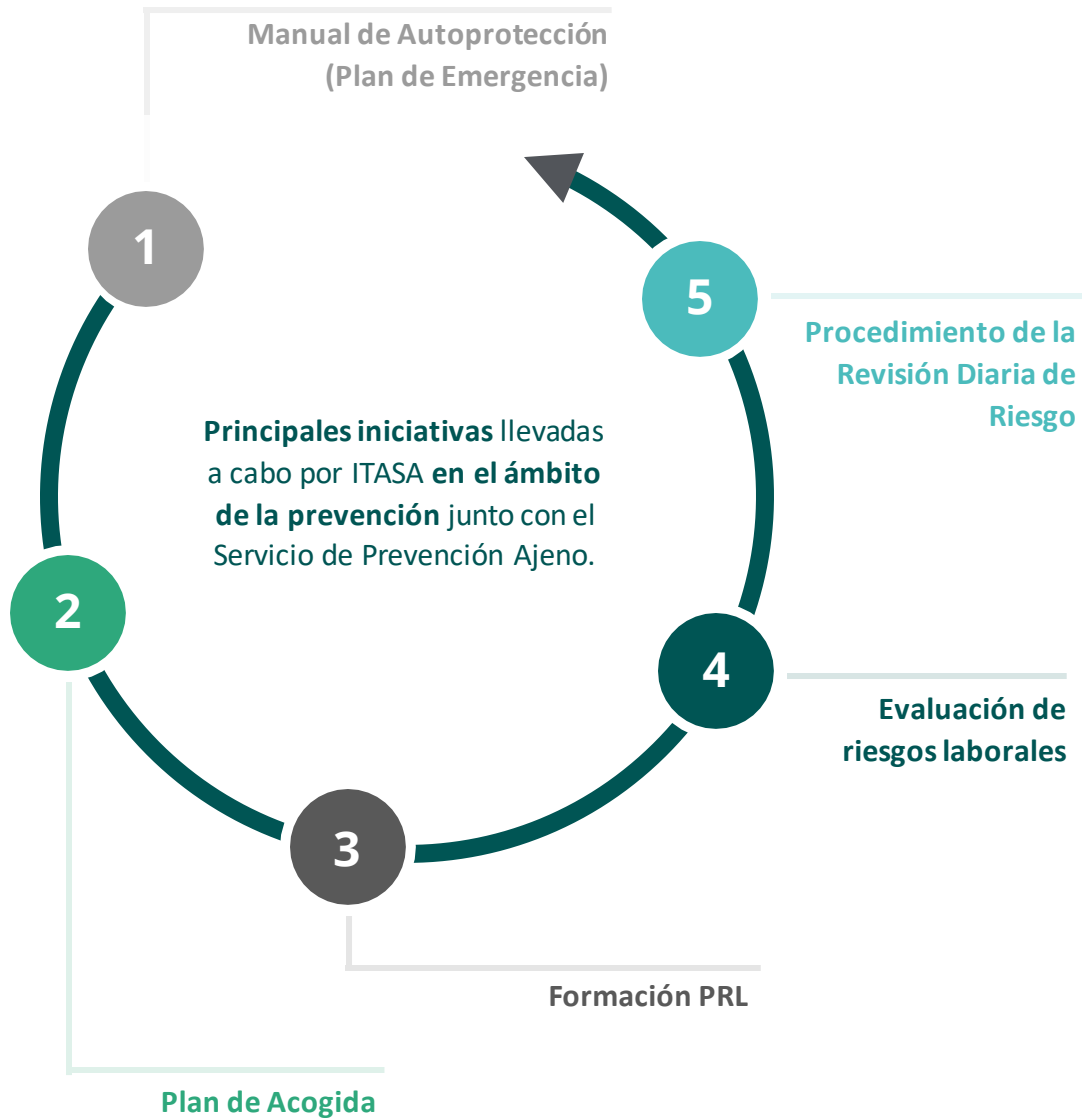 Manual de Autoprotección
(Plan de Emergencia)
1
5
Procedimiento de la
Revisión Diaria de
Riesgo
Principales iniciativas llevadas
a cabo por ITASA en el ámbito
de la prevención junto con el
Servicio de Prevención Ajeno.
2
4
Evaluación de
riesgos laborales
3
Formación PRL
Plan de Acogida